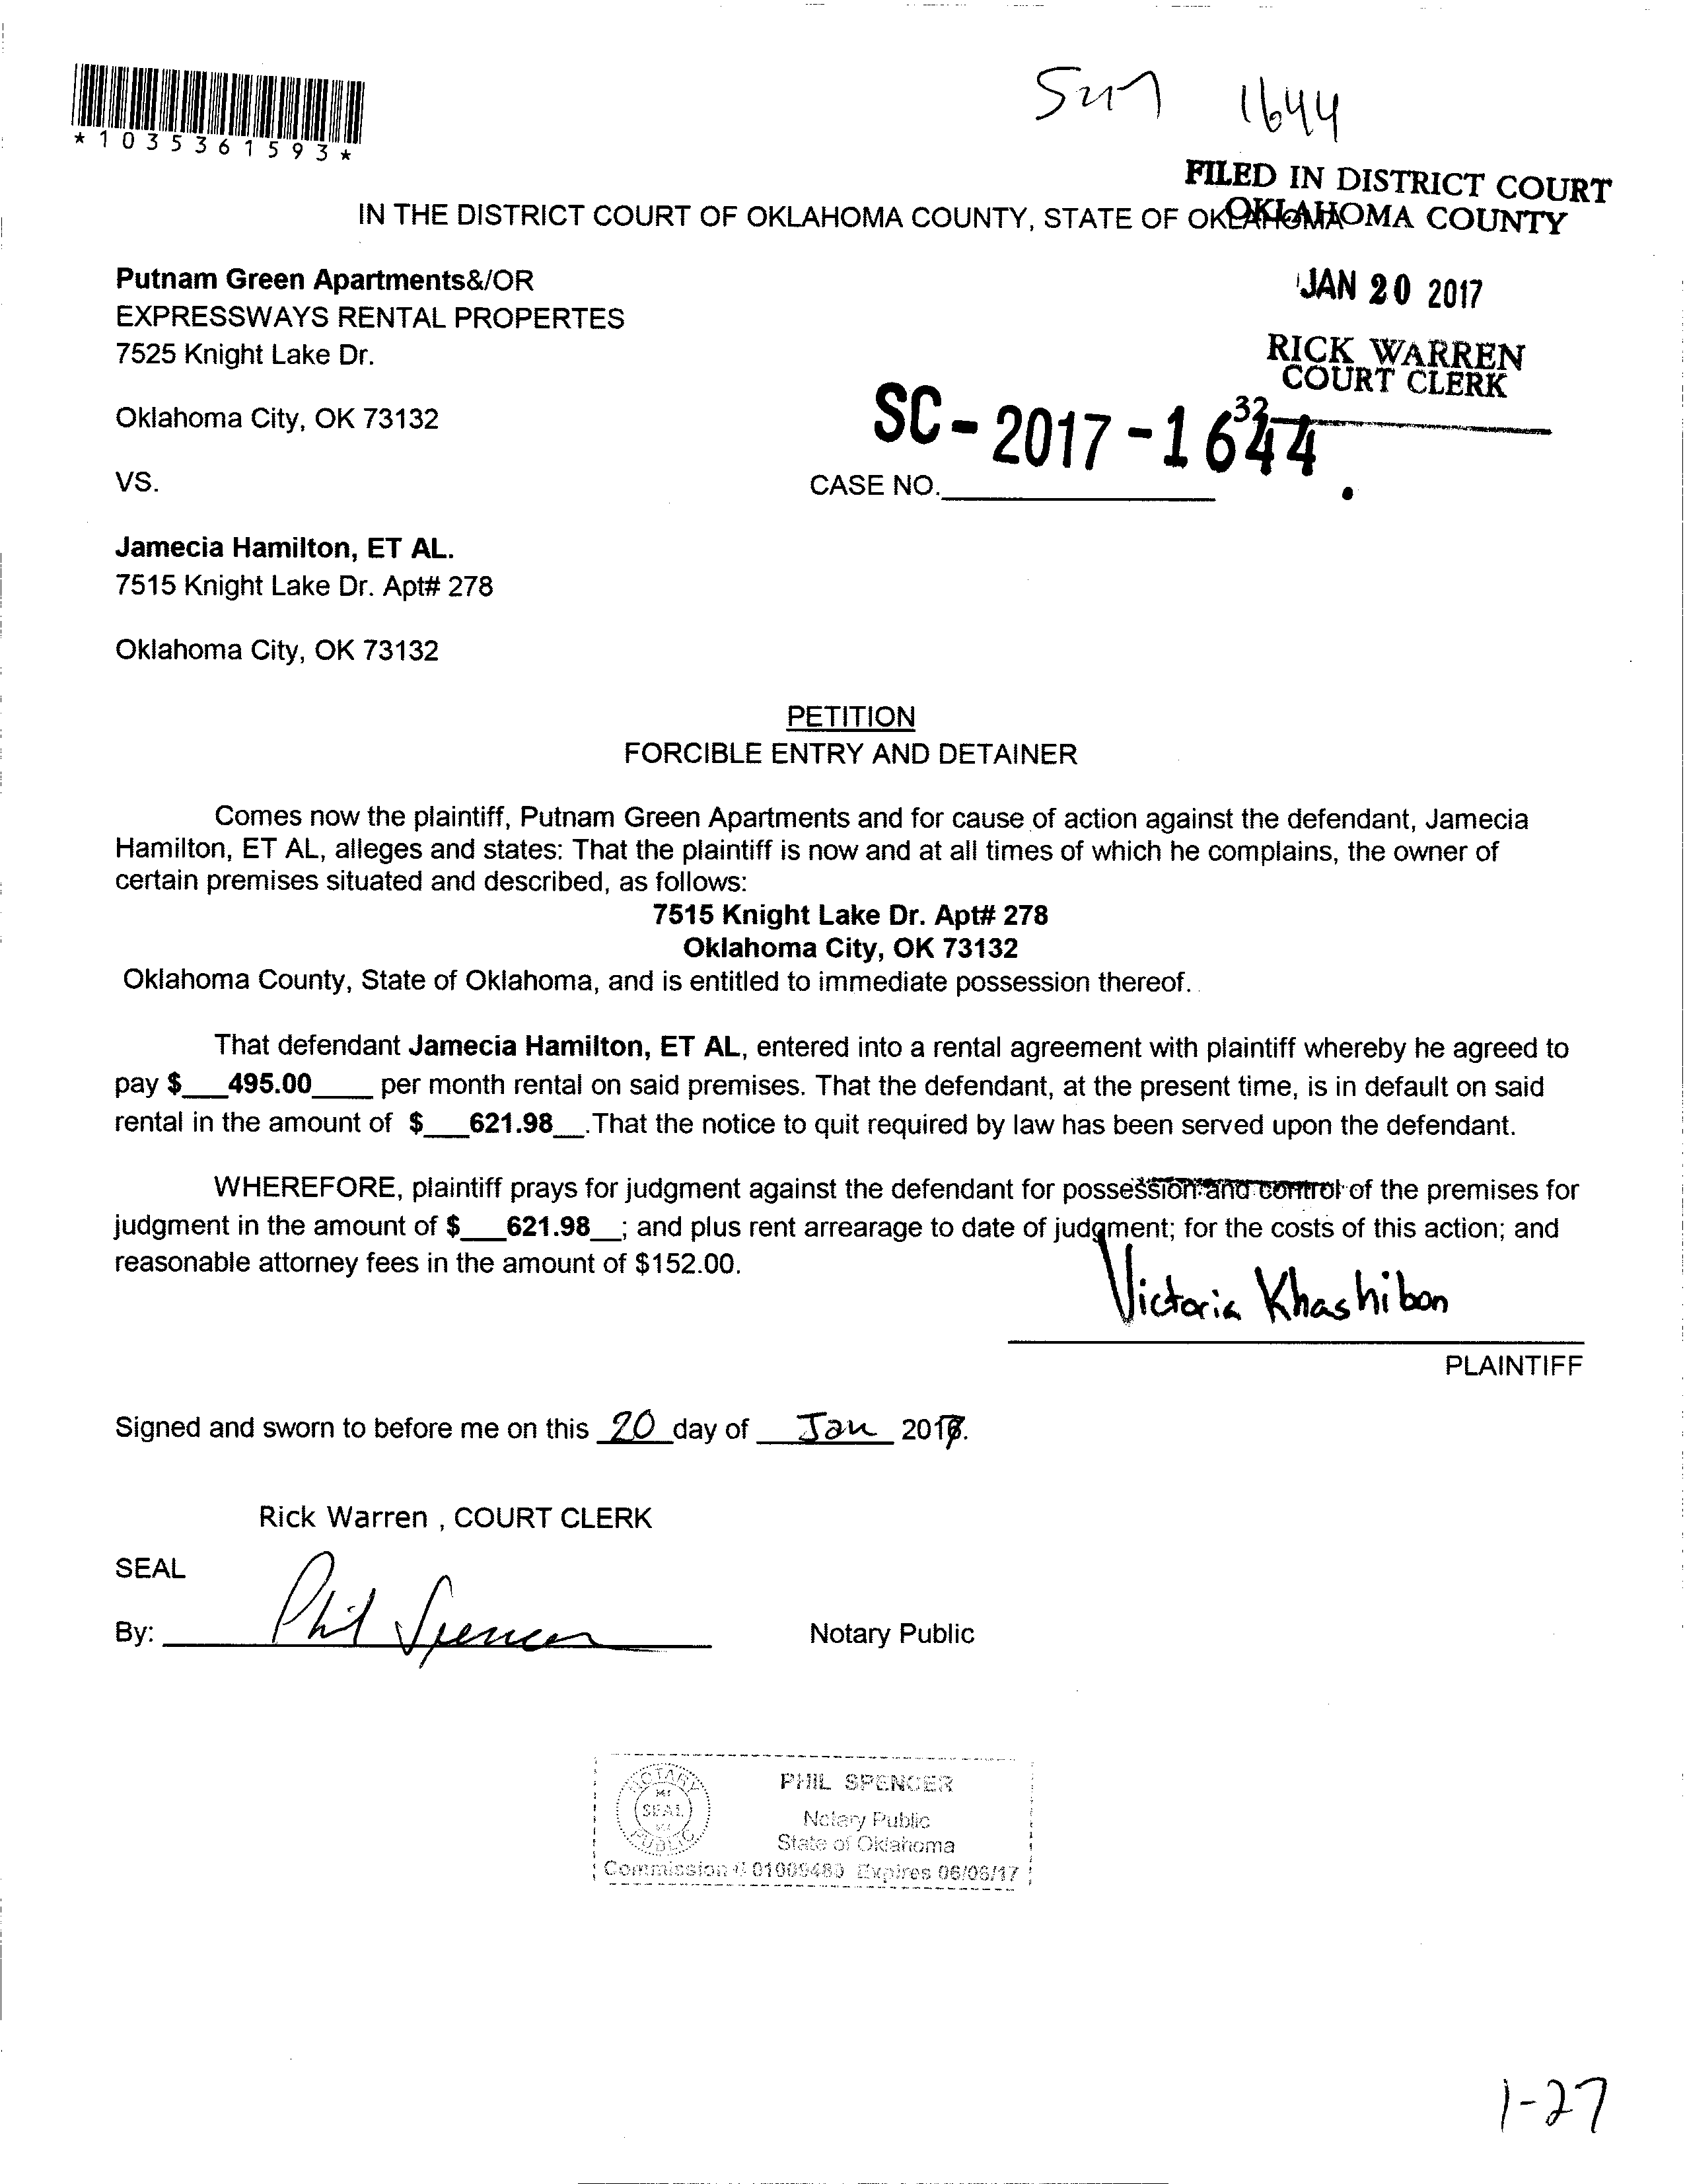 1644
*1035361593*
FILED IN DISTRICT COURT
OKLAHOMA COUNTY
IN THE DISTRICT COURT OF OKLAHOMA COUNTY, STATE OF OKLAHOMA
Putnam Green Apartments&/OR
EXPRESSWAYS RENTAL PROPERTES
7525 Knight Lake Dr.
JAN 20 2017
RICK WARREN
COURT CLERK
32
Oklahoma City, OK 73132
SC-2017-1644
VS.
CASE NO.
Jamecia Hamilton, ET AL.
7515 Knight Lake Dr. Apt# 278
Oklahoma City, OK 73132
PETITION
FORCIBLE ENTRY AND DETAINER
Comes now the plaintiff, Putnam Green Apartments and for cause of action against the defendant, Jamecia
Hamilton, ET AL, alleges and states: That the plaintiff is now and at all times of which he complains, the owner of
certain premises situated and described, as follows:
7515 Knight Lake Dr. Apt# 278
Oklahoma City, OK 73132
Oklahoma County, State of Oklahoma, and is entitled to immediate possession thereof.
That defendant Jamecia Hamilton, ET AL, entered into a rental agreement with plaintiff whereby he agreed to
pay $___495.00____ per month rental on said premises. That the defendant, at the present time, is in default on said
rental in the amount of $___621.98__.That the notice to quit required by law has been served upon the defendant.
WHEREFORE, plaintiff prays for judgment against the defendant for possession and control of the premises for
judgment in the amount of $___621.98__; and plus rent arrearage to date of judgment; for the costs of this action; and
reasonable attorney fees in the amount of $152.00.
Victoria Khashibon
PLAINTIFF
Signed and sworn to before me on this 20 day of Jan 2017.
Rick Warren , COURT CLERK
SEAL
By: Phil Spencer Notary Public
NOTARY
SEAL
PUBLIC
PHIL SPENCER
Notary Public
State of Oklahoma
Commission # 01009480 Expires 06/06/17
1-27